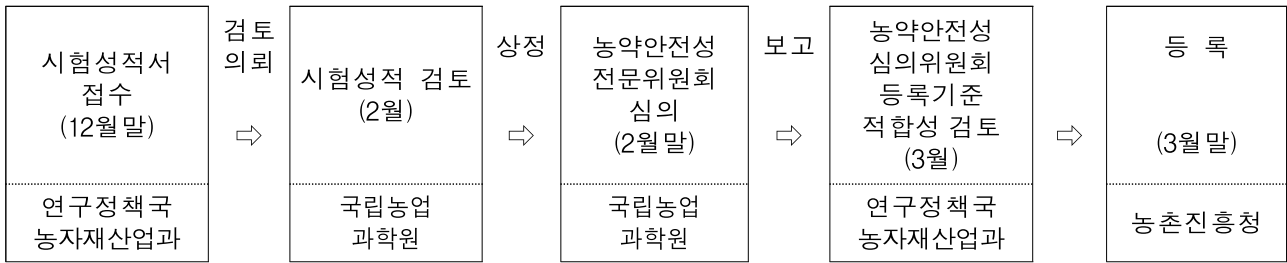 시험성적서
접수
(12월말)
연구정책국
농자재산업과
검토
의뢰
⇨
시험성적 검토
(2월)
국립농업
과학원
상정
⇨
농약안전성
전문위원회
심의
(2월말)
국립농업
과학원
보고
⇨
농약안전성
심의위원회
등록기준
적합성 검토
(3월)
연구정책국
농자재산업과
⇨
등 록
(3월말)
농촌진흥청